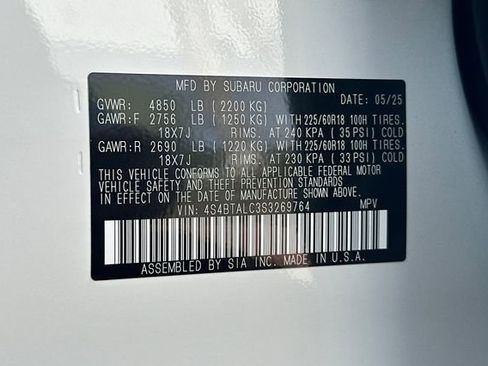 MFD BY SUBARU CORPORATION
GVWR: 4850 LB (2200 KG) DATE: 05/25
GAWR:F 2756 LB (1250 KG) WITH 225/60R18 100H TIRES.
18X7J RIMS. AT 240 KPA (35 PSI) COLD
GAWR:R 2690 LB (1220 KG) WITH 225/60R18 100H TIRES.
18X7J RIMS. AT 230 KPA (33 PSI) COLD
THIS VEHICLE CONFORMS TO ALL APPLICABLE FEDERAL MOTOR
VEHICLE SAFETY AND THEFT PREVENTION STANDARDS IN
EFFECT ON THE DATE OF MANUFACTURE SHOWN ABOVE.
VIN: 4S4BTALC3S3269764 MPV
ASSEMBLED BY SIA INC. MADE IN U.S.A.